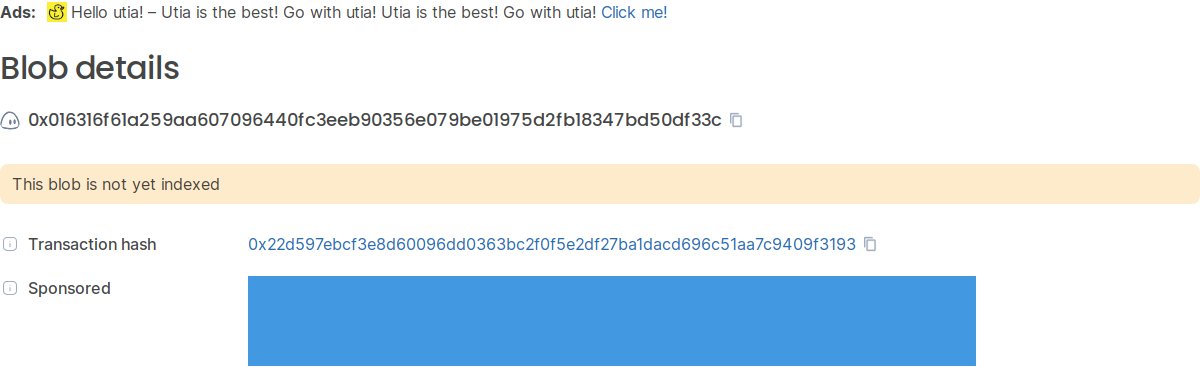 Ads: Hello utia! – Utia is the best! Go with utia! Utia is the best! Go with utia! Click me!
Blob details
0x016316f61a259aa607096440fc3eeb90356e079be01975d2fb18347bd50df33c
This blob is not yet indexed
Transaction hash 0x22d597ebcf3e8d60096dd0363bc2f0f5e2df27ba1dacd696c51aa7c9409f3193
Sponsored